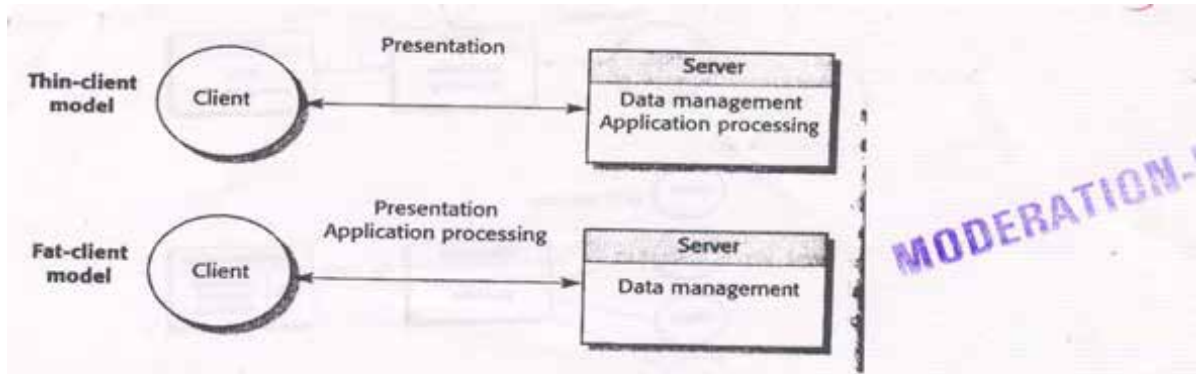 Presentation
Thin-client
model
Client
Server
Data management
Application processing
Presentation
Application processing
Fat-client
model
Client
Server
Data management
MODERATION-